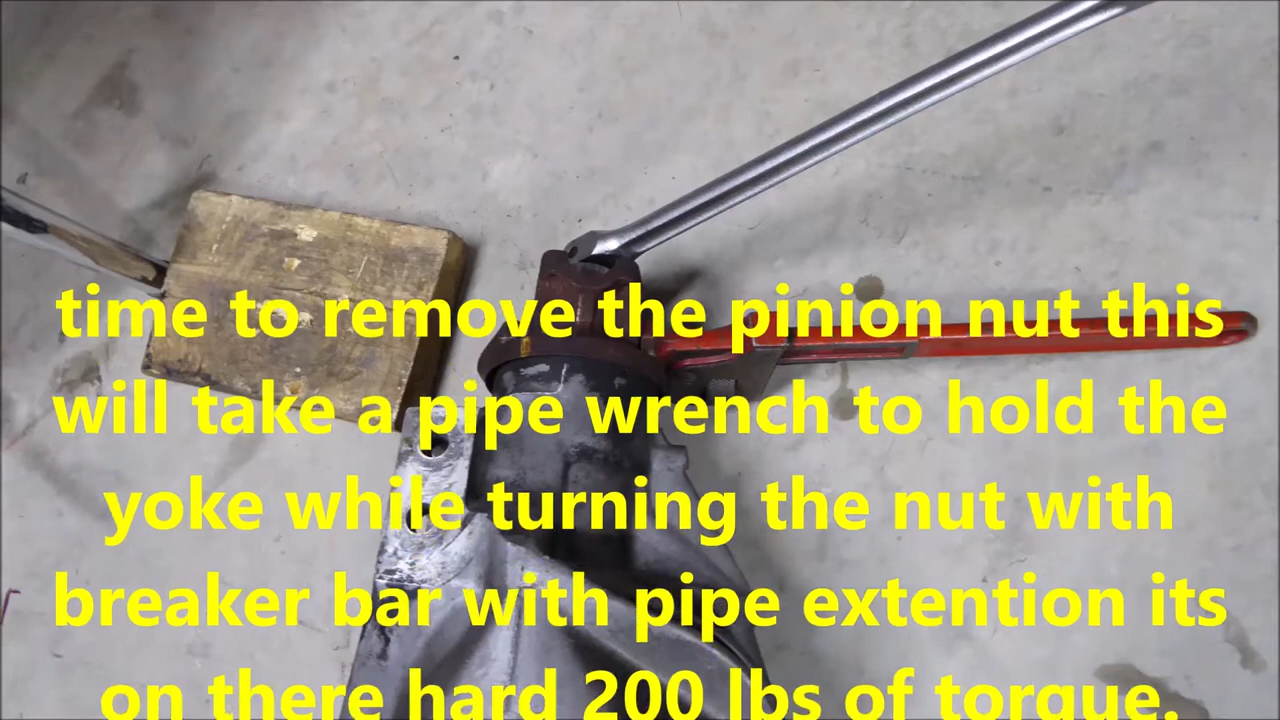 time to remove the pinion nut this
will take a pipe wrench to hold the
yoke while turning the nut with
breaker bar with pipe extention its
on there hard 200 lbs of torque.